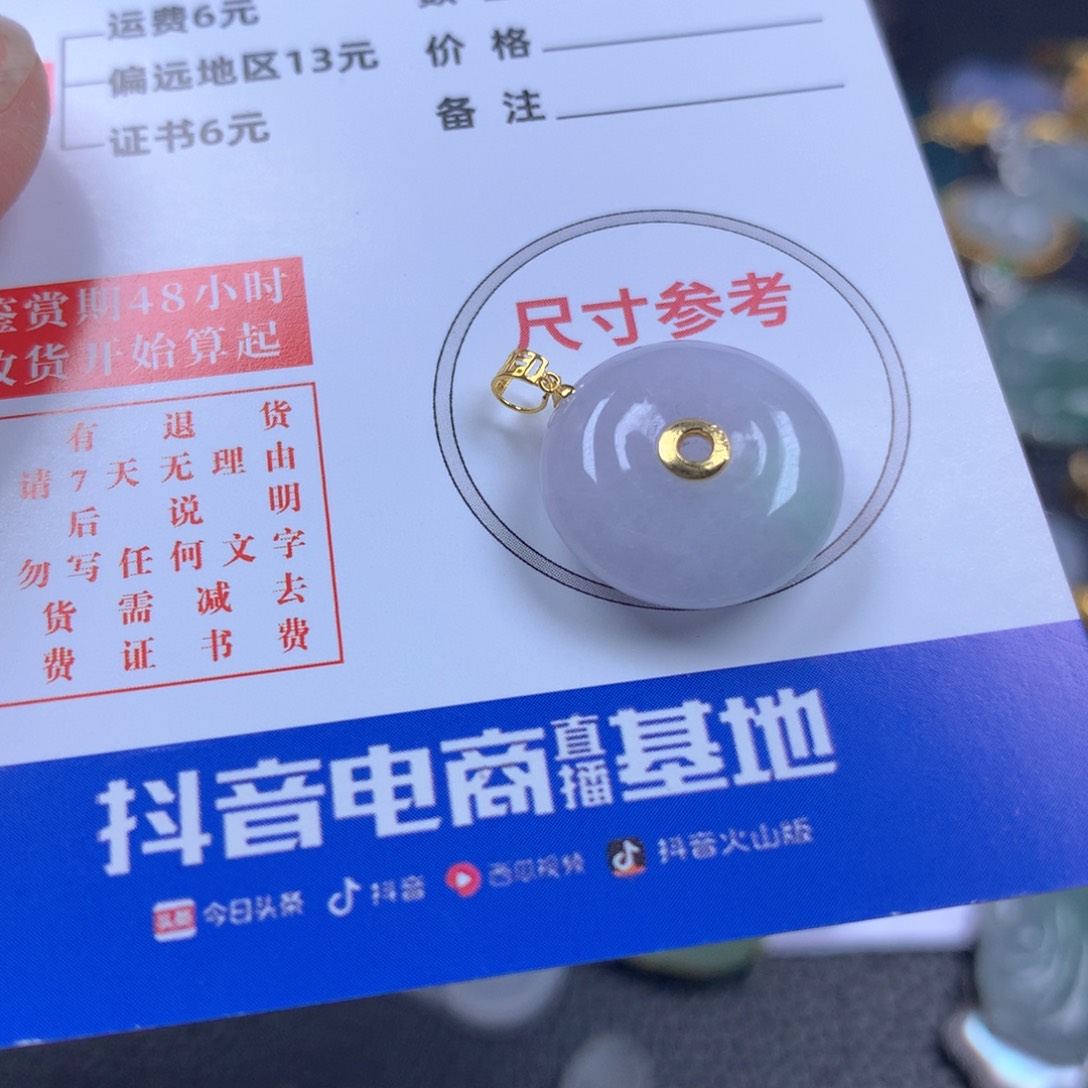 运费6元
偏远地区13元
证书6元
价 格
备 注
鉴赏期48小时
收货开始算起
有 退 货
请7天无理由
后 说 明
勿写任何文字
货 需 减 去
费 证 书 费
尺寸参考
抖音电商直播基地
头条 今日头条 抖音 西瓜视频 抖音火山版